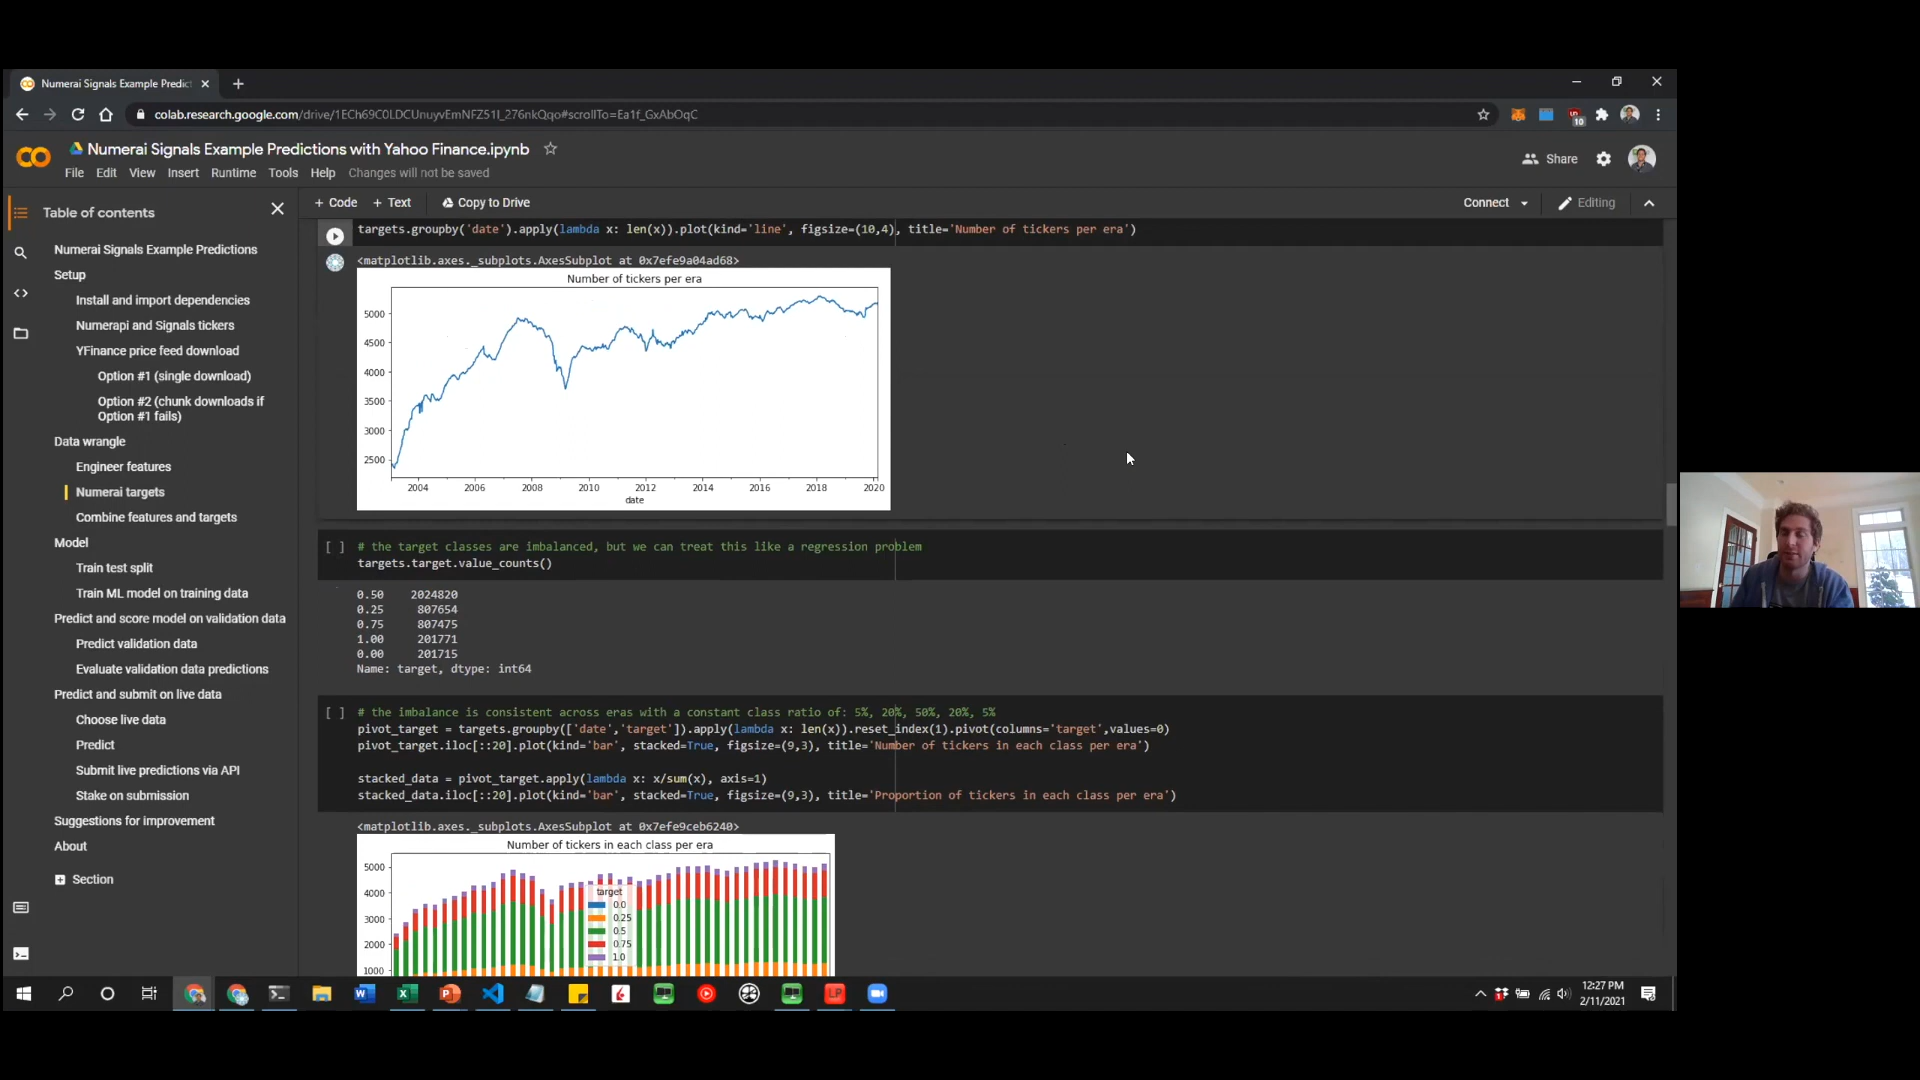 Numerai Signals Example Predic
colab.research.google.com/drive/1ECh69C0LDCUnuyvEmNFZ51I_276nkQqo#scrollTo=Ea1f_GxAbOqC
10
Numerai Signals Example Predictions with Yahoo Finance.ipynb
File Edit View Insert Runtime Tools Help Changes will not be saved
Share
Table of contents
Numerai Signals Example Predictions
Setup
Install and import dependencies
Numerapi and Signals tickers
YFinance price feed download
Option #1 (single download)
Option #2 (chunk downloads if
Option #1 fails)
Data wrangle
Engineer features
Numerai targets
Combine features and targets
Model
Train test split
Train ML model on training data
Predict and score model on validation data
Predict validation data
Evaluate validation data predictions
Predict and submit on live data
Choose live data
Predict
Submit live predictions via API
Stake on submission
Suggestions for improvement
About
Section
+ Code + Text Copy to Drive
Connect Editing
targets.groupby('date').apply(lambda x: len(x)).plot(kind='line', figsize=(10,4), title='Number of tickers per era')
<matplotlib.axes._subplots.AxesSubplot at 0x7efe9a04ad68>
Number of tickers per era
5000
4500
4000
3500
3000
2500
2004 2006 2008 2010 2012 2014 2016 2018 2020
date
[ ] # the target classes are imbalanced, but we can treat this like a regression problem
targets.target.value_counts()
0.50 2024820
0.25 807654
0.75 807475
1.00 201771
0.00 201715
Name: target, dtype: int64
[ ] # the imbalance is consistent across eras with a constant class ratio of: 5%, 20%, 50%, 20%, 5%
pivot_target = targets.groupby(['date','target']).apply(lambda x: len(x)).reset_index(1).pivot(columns='target',values=0)
pivot_target.iloc[::20].plot(kind='bar', stacked=True, figsize=(9,3), title='Number of tickers in each class per era')
stacked_data = pivot_target.apply(lambda x: x/sum(x), axis=1)
stacked_data.iloc[::20].plot(kind='bar', stacked=True, figsize=(9,3), title='Proportion of tickers in each class per era')
<matplotlib.axes._subplots.AxesSubplot at 0x7efe9ceb6240>
Number of tickers in each class per era
5000
4000
3000
2000
1000
target
0.0
0.25
0.5
0.75
1.0
12:27 PM
2/11/2021